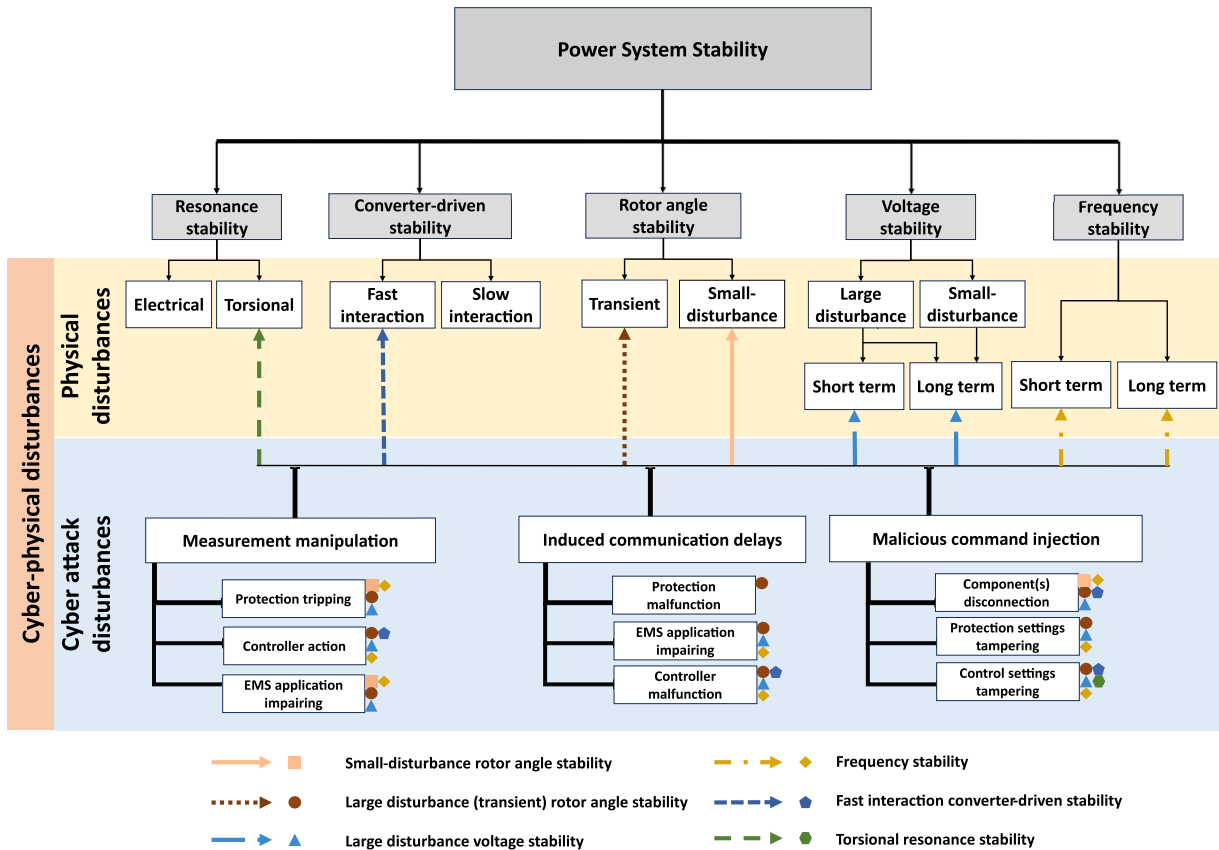 Power System Stability
Resonance
stability
Converter-driven
stability
Rotor angle
stability
Voltage
stability
Frequency
stability
Cyber-physical disturbances
Physical
disturbances
Electrical
Torsional
Fast
interaction
Slow
interaction
Transient
Small-
disturbance
Large
disturbance
Small-
disturbance
Short term
Long term
Short term
Long term
Cyber attack
disturbances
Measurement manipulation
Protection tripping
Controller action
EMS application
impairing
Induced communication delays
Protection
malfunction
EMS application
impairing
Controller
malfunction
Malicious command injection
Component(s)
disconnection
Protection settings
tampering
Control settings
tampering
Small-disturbance rotor angle stability
Large disturbance (transient) rotor angle stability
Large disturbance voltage stability
Frequency stability
Fast interaction converter-driven stability
Torsional resonance stability